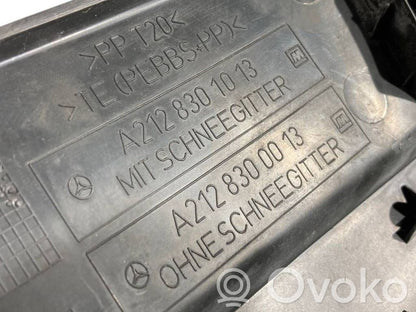 >PP T20<
>TE(PEBBS+PP)<
A212 830 10 13
MIT SCHNEEGITTER
A212 830 00 13
OHNE SCHNEEGITTER
Ovoko